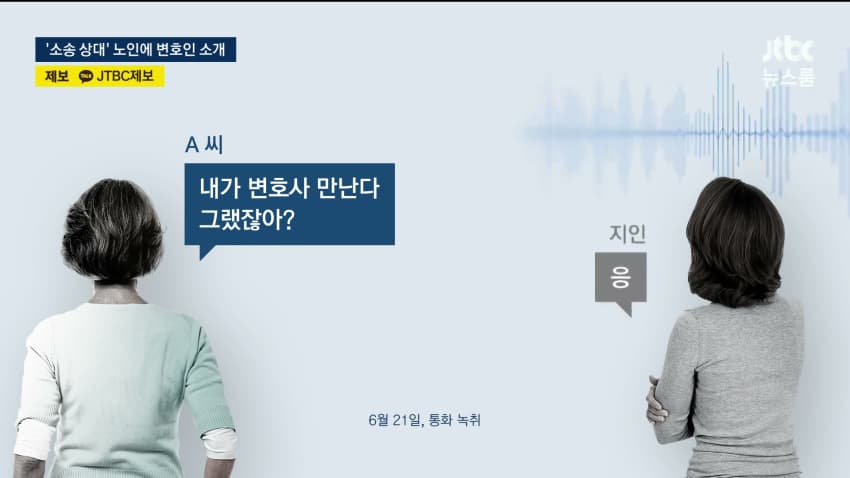 '소송 상대' 노인에 변호인 소개
제보 TALK JTBC제보
jtbc
뉴스룸
A 씨
내가 변호사 만난다
그랬잖아?
지인
응
6월 21일, 통화 녹취